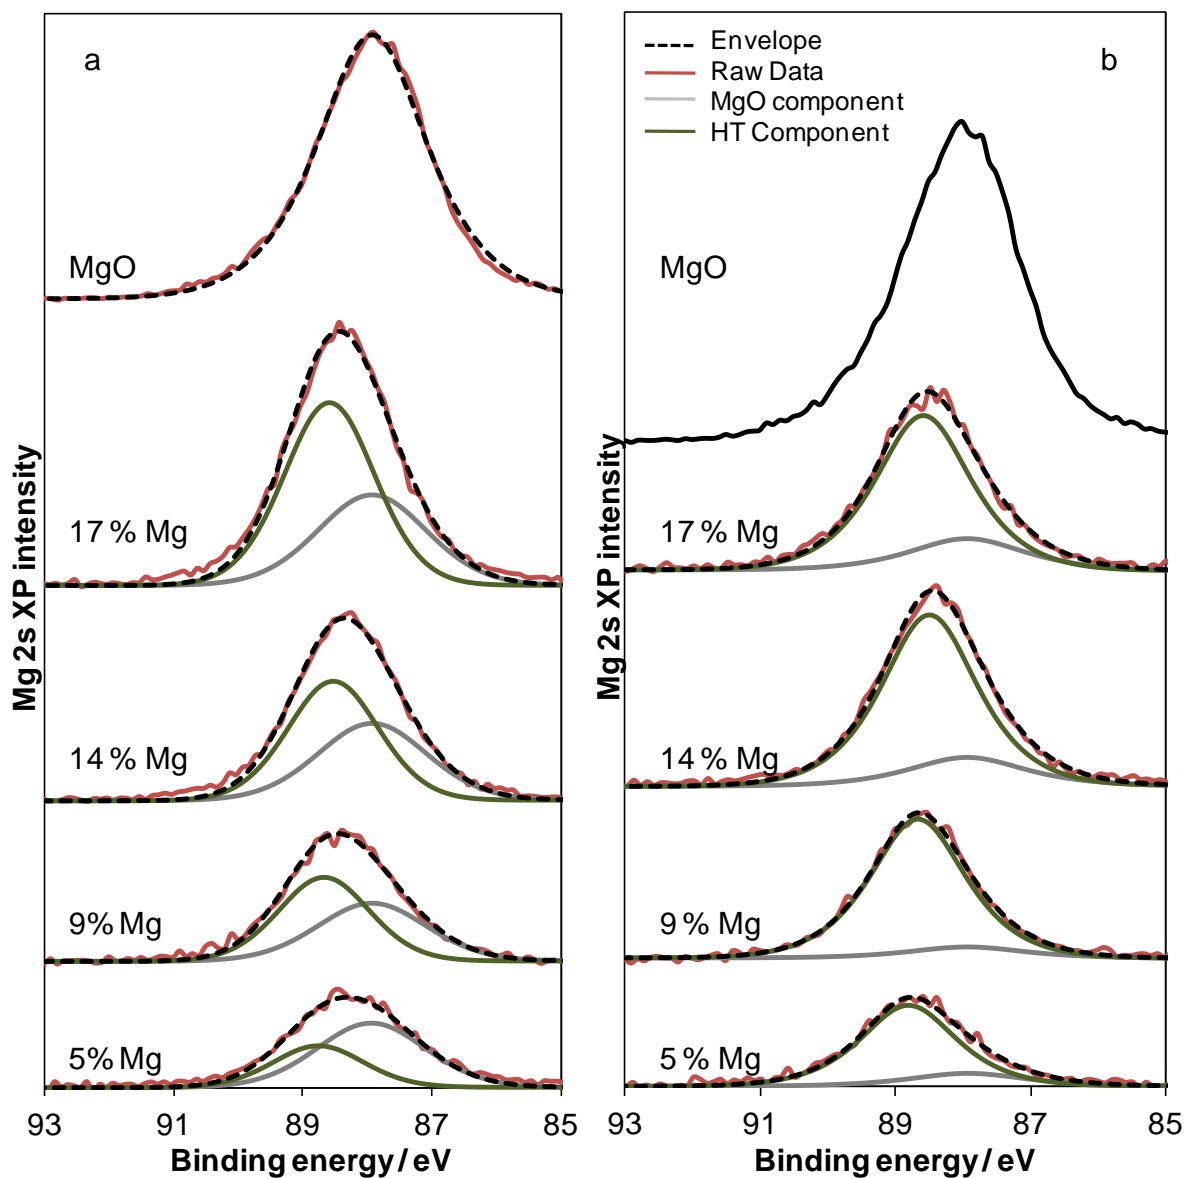 a
MgO
17 % Mg
14 % Mg
9% Mg
5% Mg
Mg 2s XP intensity
93 91 89 87 85
Binding energy / eV
b
Envelope
Raw Data
MgO component
HT Component
MgO
17 % Mg
14 % Mg
9 % Mg
5 % Mg
Mg 2s XP intensity
93 91 89 87 85
Binding energy / eV